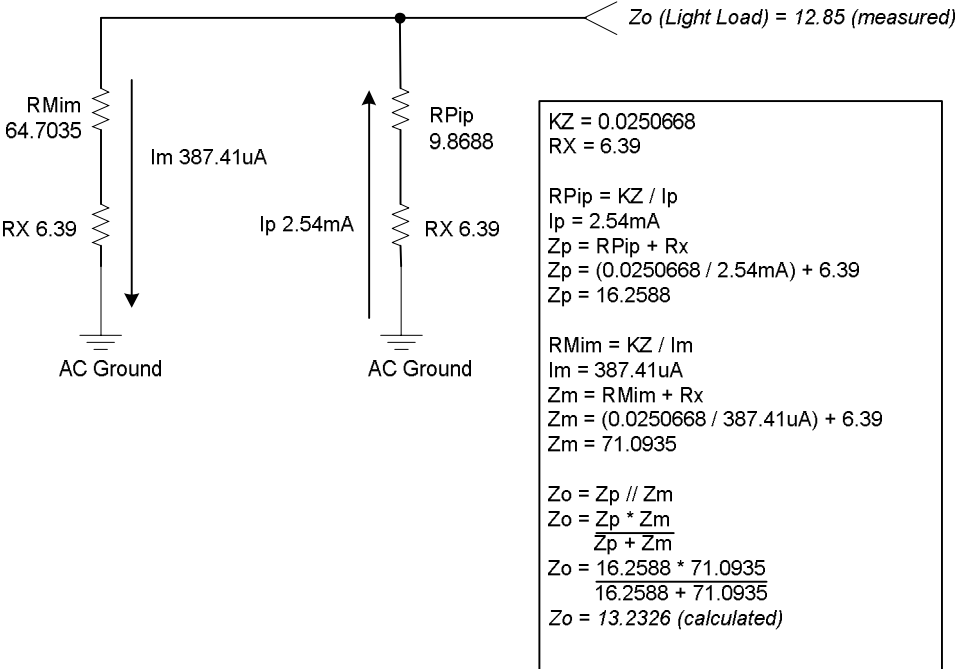 Zo (Light Load) = 12.85 (measured)
RMim
64.7035
Im 387.41uA
RX 6.39
AC Ground
RPip
9.8688
Ip 2.54mA
RX 6.39
AC Ground
KZ = 0.0250668
RX = 6.39
RPip = KZ / Ip
Ip = 2.54mA
Zp = RPip + Rx
Zp = (0.0250668 / 2.54mA) + 6.39
Zp = 16.2588
RMim = KZ / Im
Im = 387.41uA
Zm = RMim + Rx
Zm = (0.0250668 / 387.41uA) + 6.39
Zm = 71.0935
Zo = Zp // Zm
Zo = Zp * Zm
Zp + Zm
Zo = 16.2588 * 71.0935
16.2588 + 71.0935
Zo = 13.2326 (calculated)